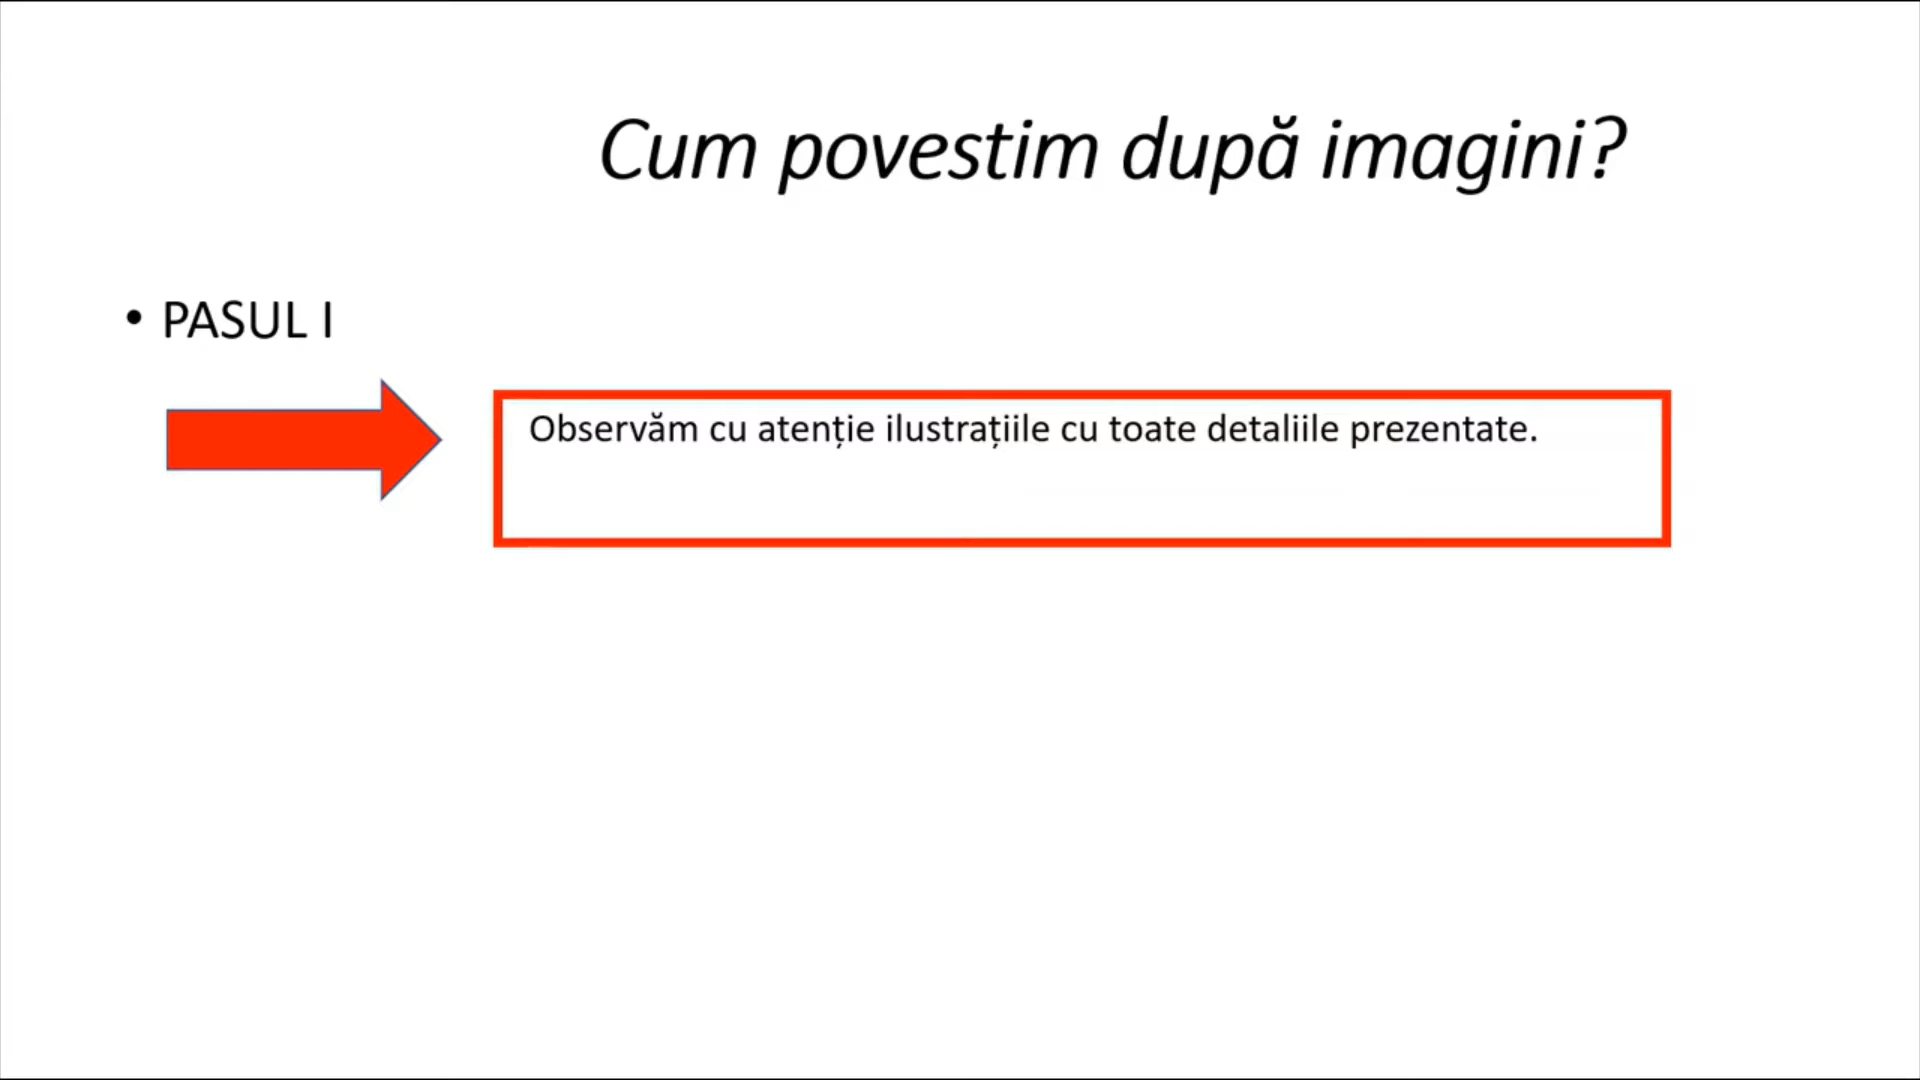 Cum povestim după imagini?
• PASUL I
Observăm cu atenție ilustrațiile cu toate detaliile prezentate.